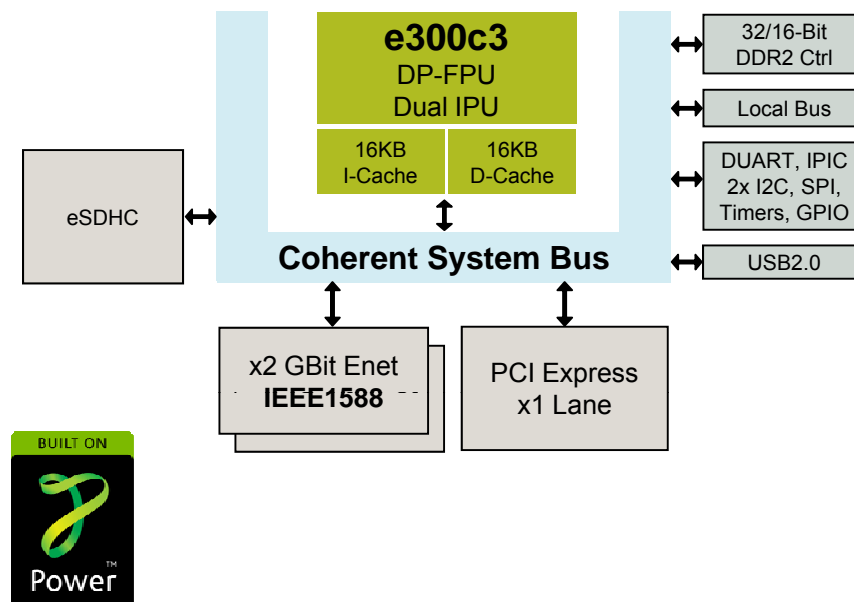 e300c3
DP-FPU
Dual IPU
16KB
I-Cache
16KB
D-Cache
32/16-Bit
DDR2 Ctrl
Local Bus
DUART, IPIC
2x I2C, SPI,
Timers, GPIO
USB2.0
eSDHC
Coherent System Bus
x2 GBit Enet
IEEE1588
PCI Express
x1 Lane
BUILT ON
Power™